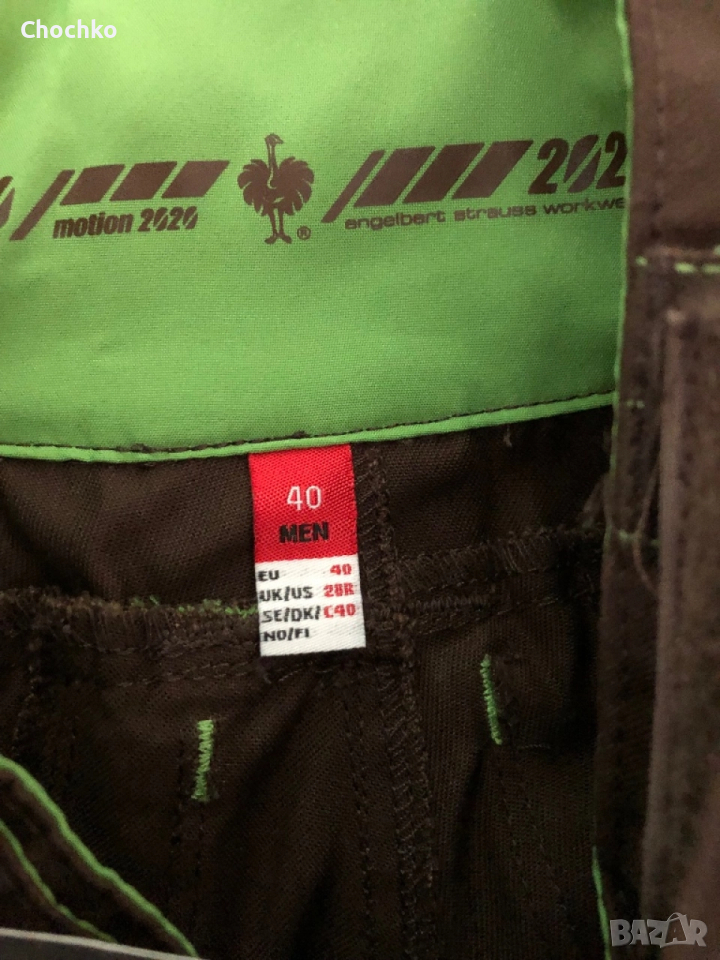 Chochko
motion 2020
®
202
engelbert strauss workwe
40
MEN
EU 40
UK/US 28R
SE/DK/ C40
NO/FI
BAZAR